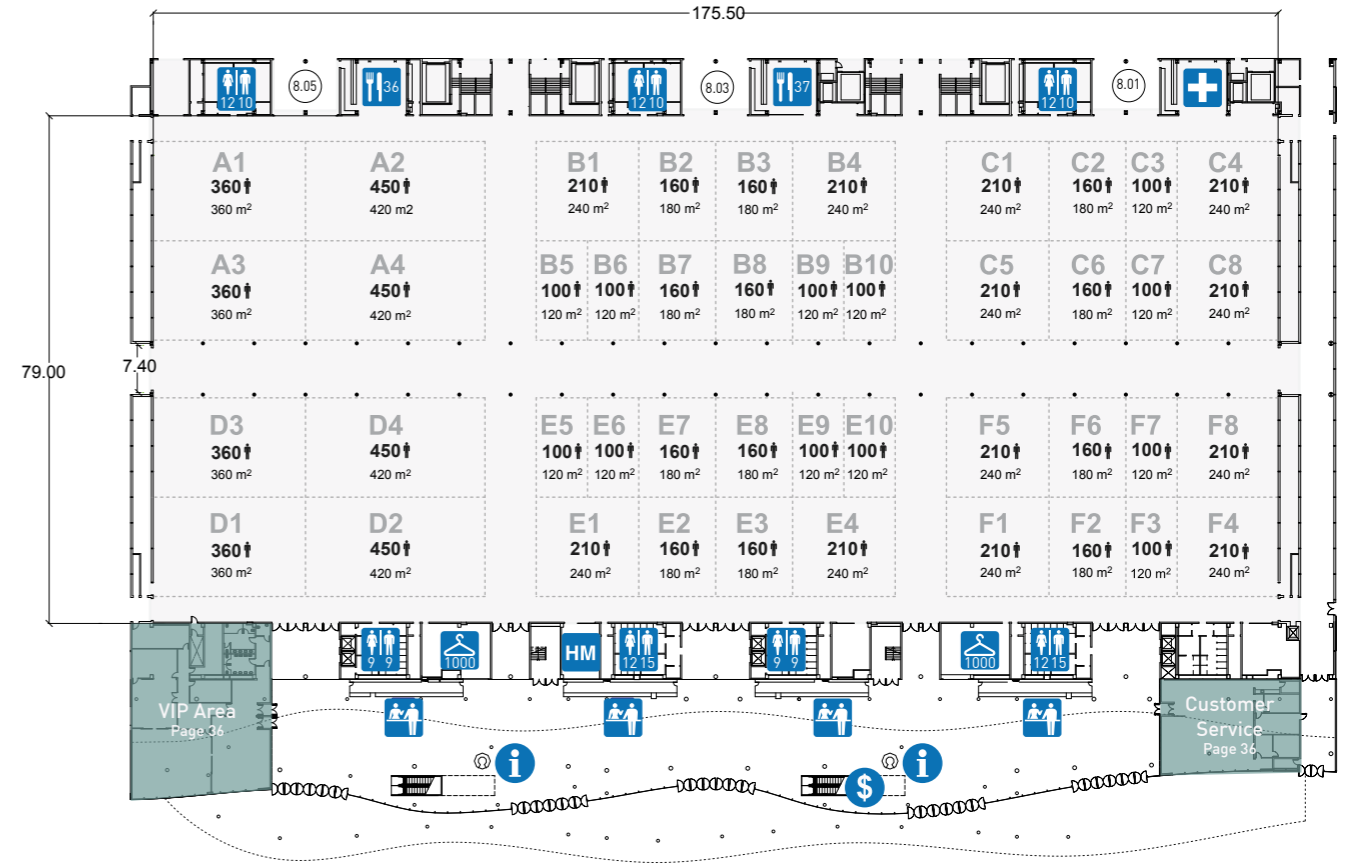 175.50
12 10
8.05
36
12 10
8.03
37
12 10
8.01
A1
360
360 m²
A2
450
420 m2
B1
210
240 m²
B2
160
180 m²
B3
160
180 m²
B4
210
240 m²
C1
210
240 m²
C2
160
180 m²
C3
100
120 m²
C4
210
240 m²
A3
360
360 m²
A4
450
420 m²
B5
100
120 m²
B6
100
120 m²
B7
160
180 m²
B8
160
180 m²
B9
100
120 m²
B10
100
120 m²
C5
210
240 m²
C6
160
180 m²
C7
100
120 m²
C8
210
240 m²
79.00
7.40
D3
360
360 m²
D4
450
420 m²
E5
100
120 m²
E6
100
120 m²
E7
160
180 m²
E8
160
180 m²
E9
100
120 m²
E10
100
120 m²
F5
210
240 m²
F6
160
180 m²
F7
100
120 m²
F8
210
240 m²
D1
360
360 m²
D2
450
420 m²
E1
210
240 m²
E2
160
180 m²
E3
160
180 m²
E4
210
240 m²
F1
210
240 m²
F2
160
180 m²
F3
100
120 m²
F4
210
240 m²
9 9
1000
HM
12 15
9 9
1000
12 15
VIP Area
Page 36
Customer
Service
Page 36
i
i
$